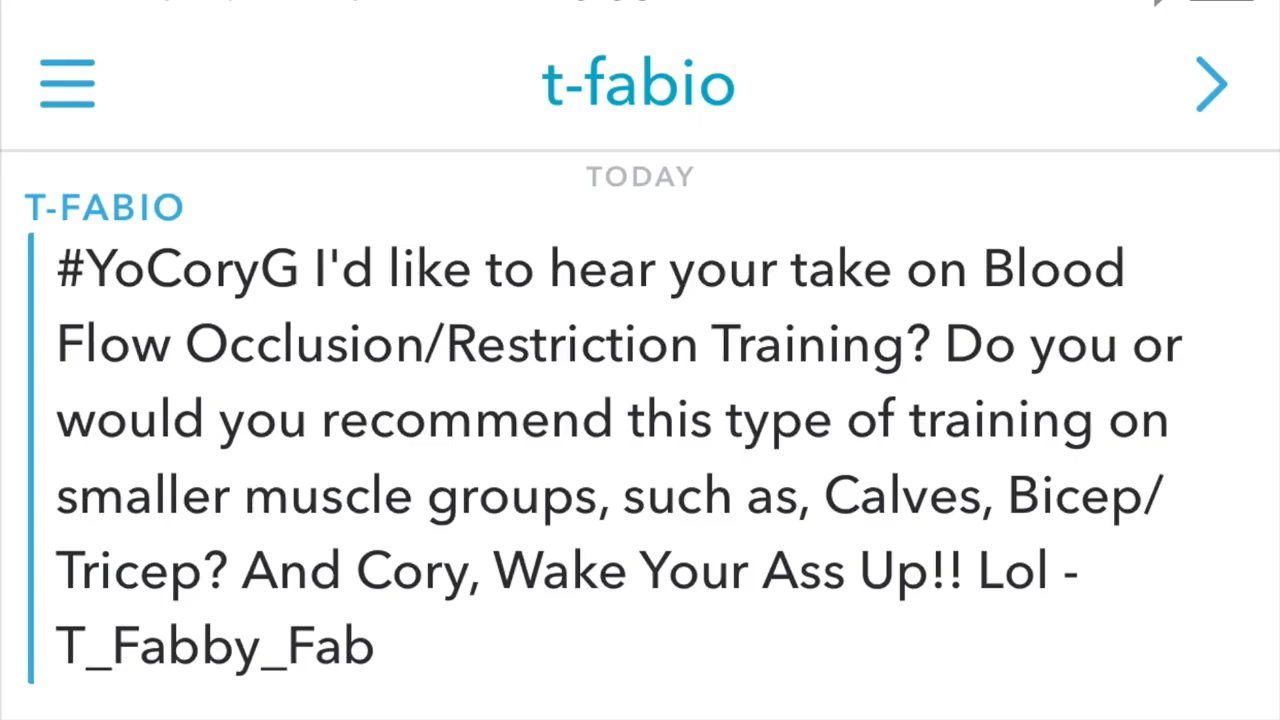 t-fabio
TODAY
T-FABIO
#YoCoryG I'd like to hear your take on Blood
Flow Occlusion/Restriction Training? Do you or
would you recommend this type of training on
smaller muscle groups, such as, Calves, Bicep/
Tricep? And Cory, Wake Your Ass Up!! Lol -
T_Fabby_Fab